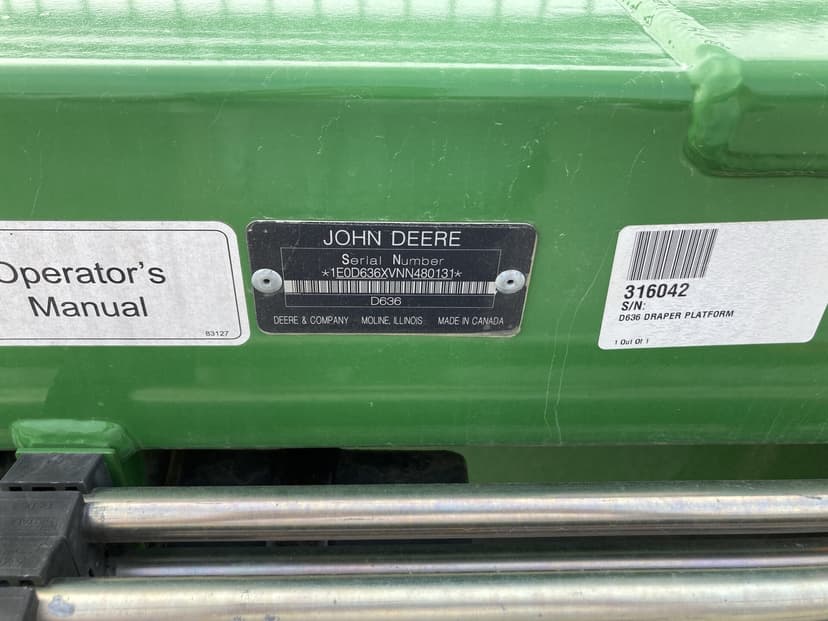 Operator's
Manual
83127
JOHN DEERE
Serial Number
*1E0D636XVNN480131*
D636
DEERE & COMPANY MOLINE, ILLINOIS MADE IN CANADA
316042
S/N:
D636 DRAPER PLATFORM
1 Out Of 1